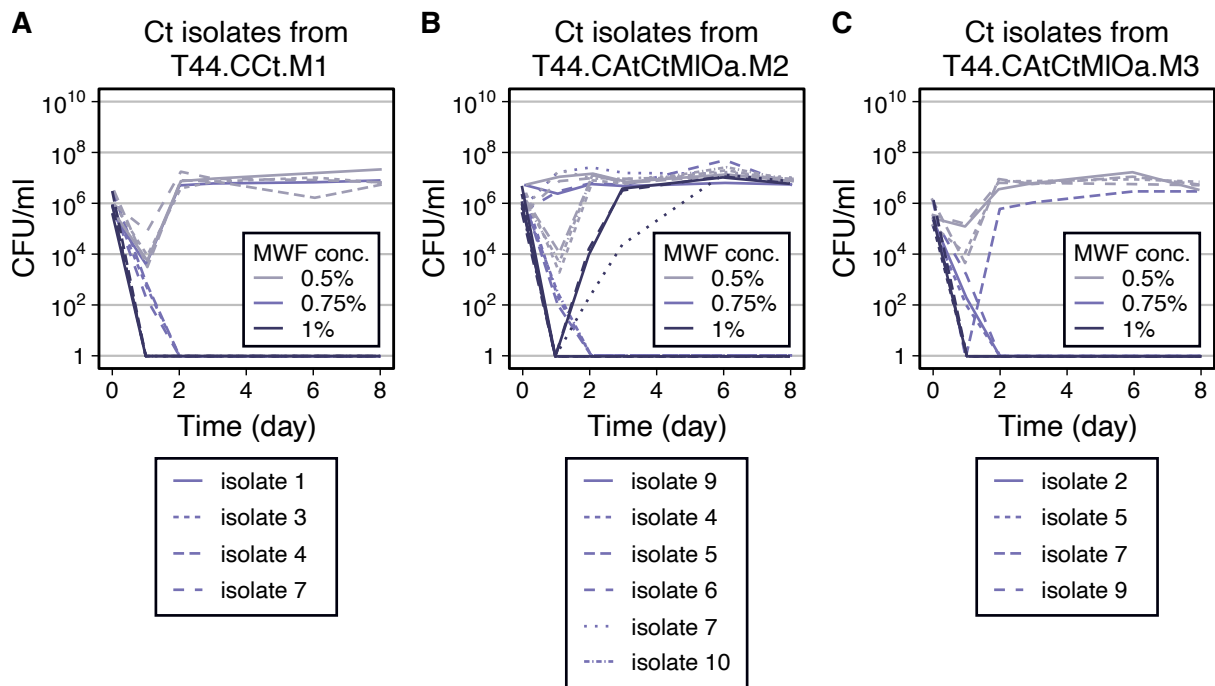 A
Ct isolates from
T44.CCt.M1
CFU/ml
10^10
10^8
10^6
10^4
10^2
1
MWF conc.
0.5%
0.75%
1%
0 2 4 6 8
Time (day)
isolate 1
isolate 3
isolate 4
isolate 7
B
Ct isolates from
T44.CAtCtMlOa.M2
CFU/ml
10^10
10^8
10^6
10^4
10^2
1
MWF conc.
0.5%
0.75%
1%
0 2 4 6 8
Time (day)
isolate 9
isolate 4
isolate 5
isolate 6
isolate 7
isolate 10
C
Ct isolates from
T44.CAtCtMlOa.M3
CFU/ml
10^10
10^8
10^6
10^4
10^2
1
MWF conc.
0.5%
0.75%
1%
0 2 4 6 8
Time (day)
isolate 2
isolate 5
isolate 7
isolate 9